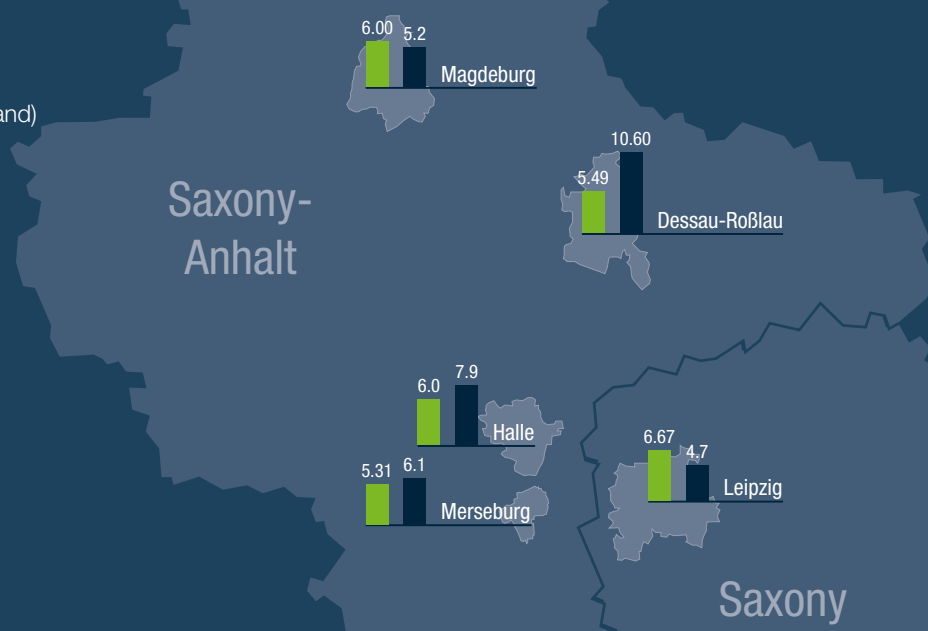 6.00 5.2
Magdeburg
and)
10.60
5.49
Dessau-Roßlau
Saxony-
Anhalt
7.9
6.0
Halle
6.67
4.7
Leipzig
5.31 6.1
Merseburg
Saxony